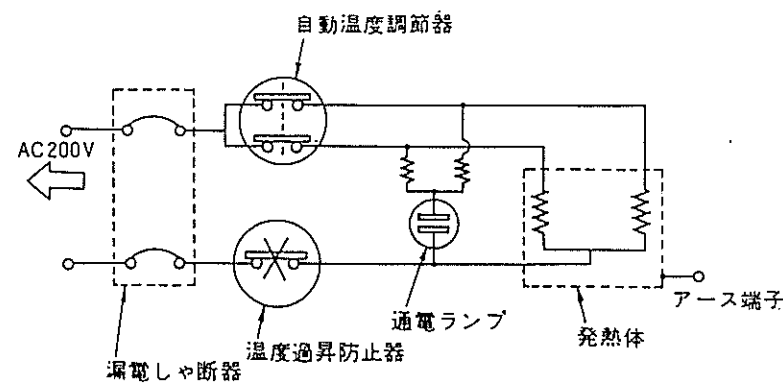 自動温度調節器
AC200V
アース端子
通電ランプ
発熱体
温度過昇防止器
漏電しゃ断器